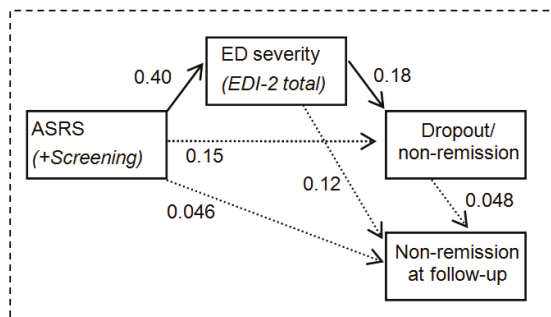 ED severity
(EDI-2 total)
0.40
0.18
ASRS
(+Screening)
Dropout/
non-remission
0.15
0.12
0.046
0.048
Non-remission
at follow-up